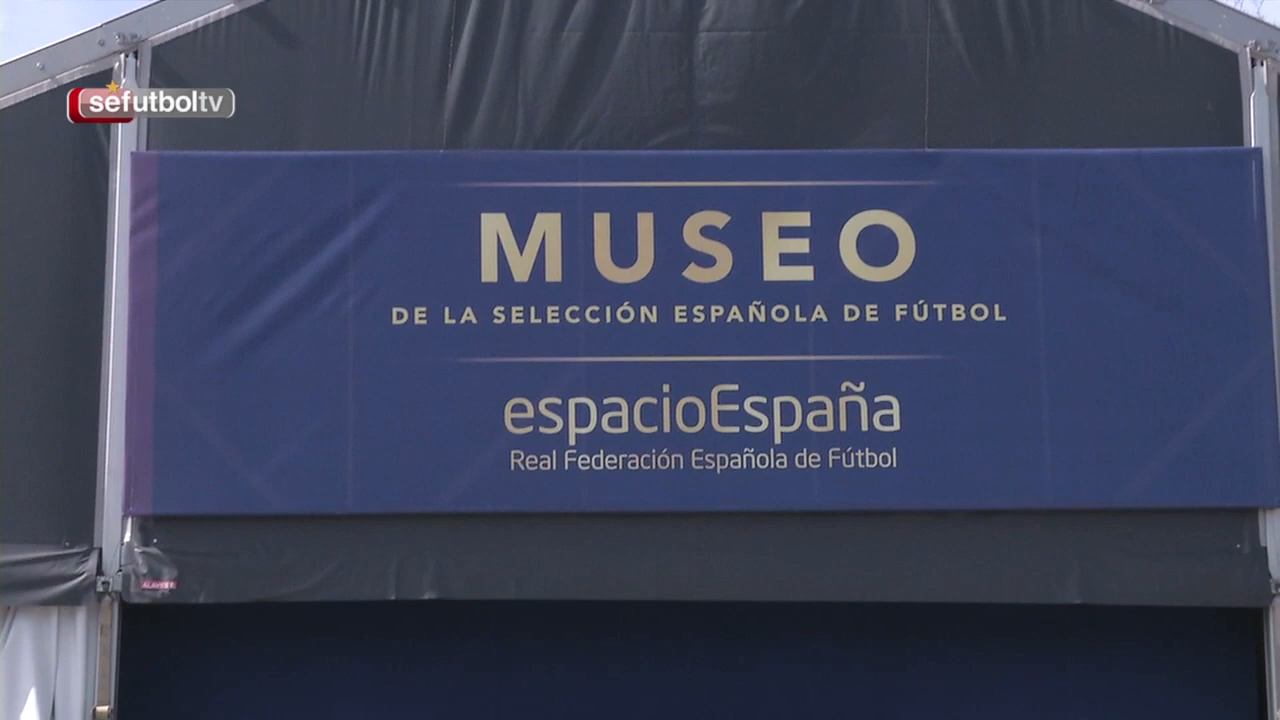 sefutboltv
MUSEO
DE LA SELECCIÓN ESPAÑOLA DE FÚTBOL
espacioEspaña
Real Federación Española de Fútbol